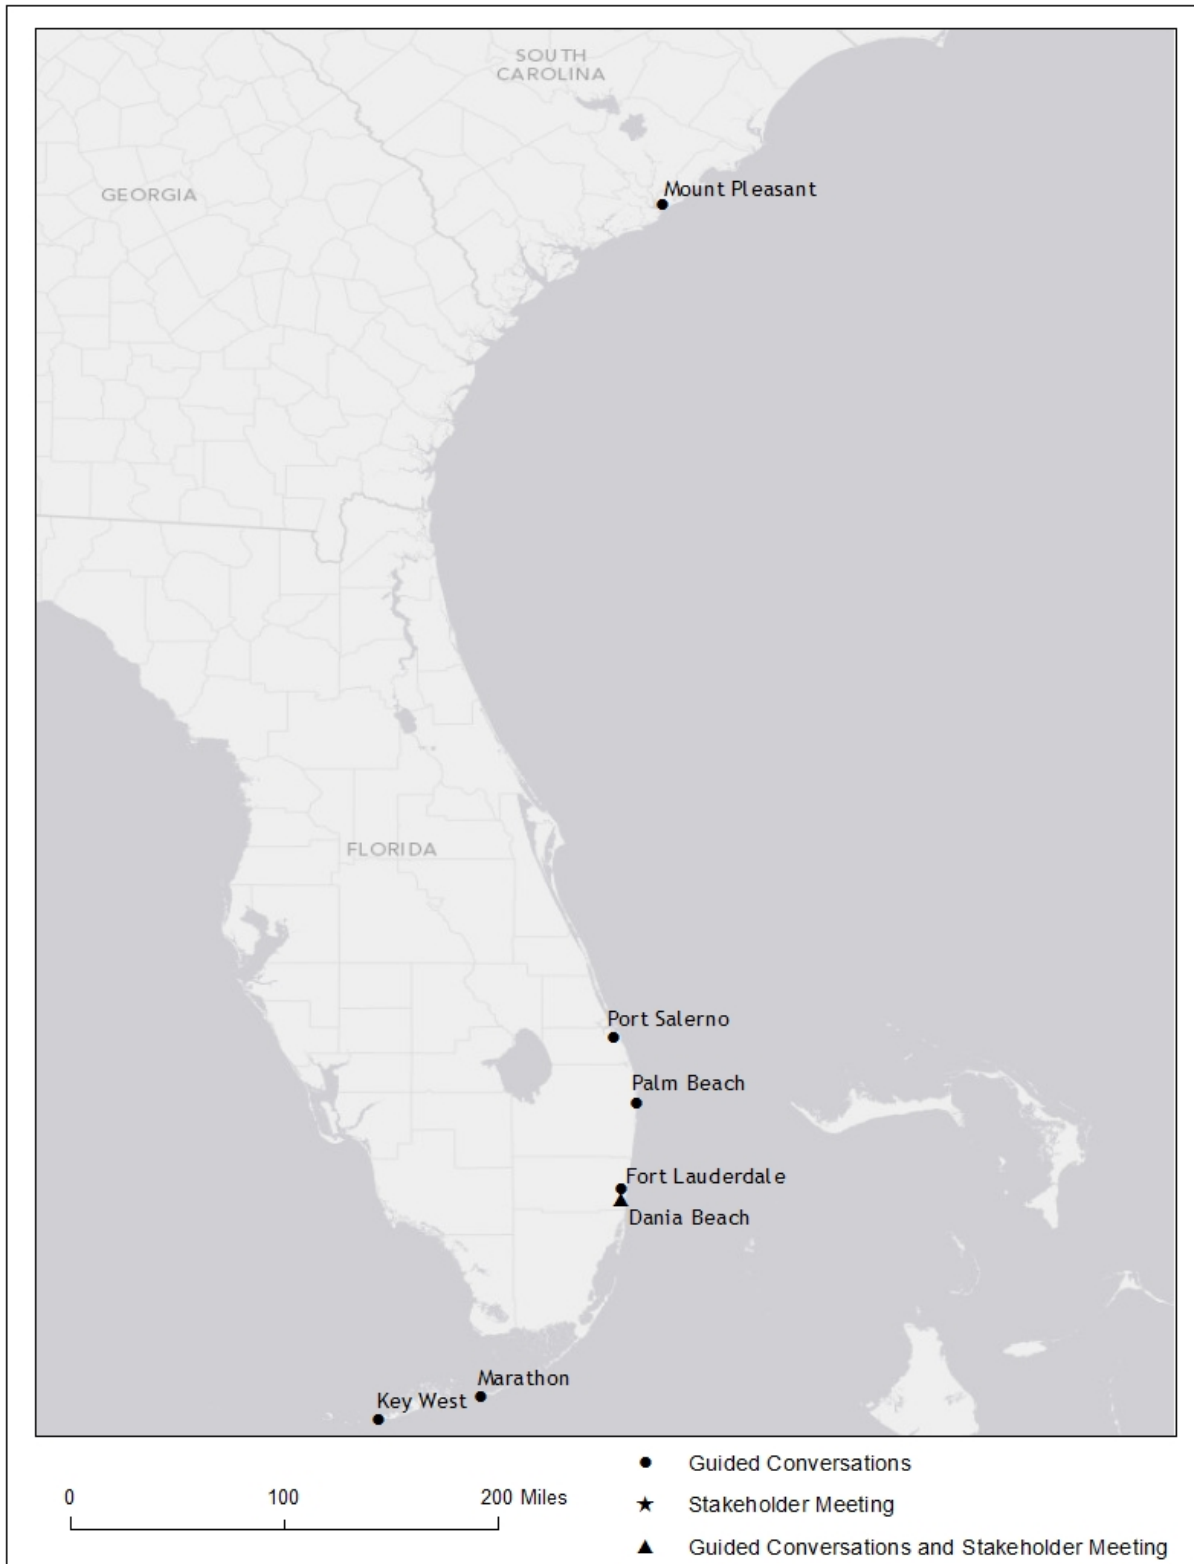 SOUTH
CAROLINA
GEORGIA
Mount Pleasant
FLORIDA
Port Salerno
Palm Beach
Fort Lauderdale
Dania Beach
Marathon
Key West
0 100 200 Miles
Guided Conversations
Stakeholder Meeting
Guided Conversations and Stakeholder Meeting